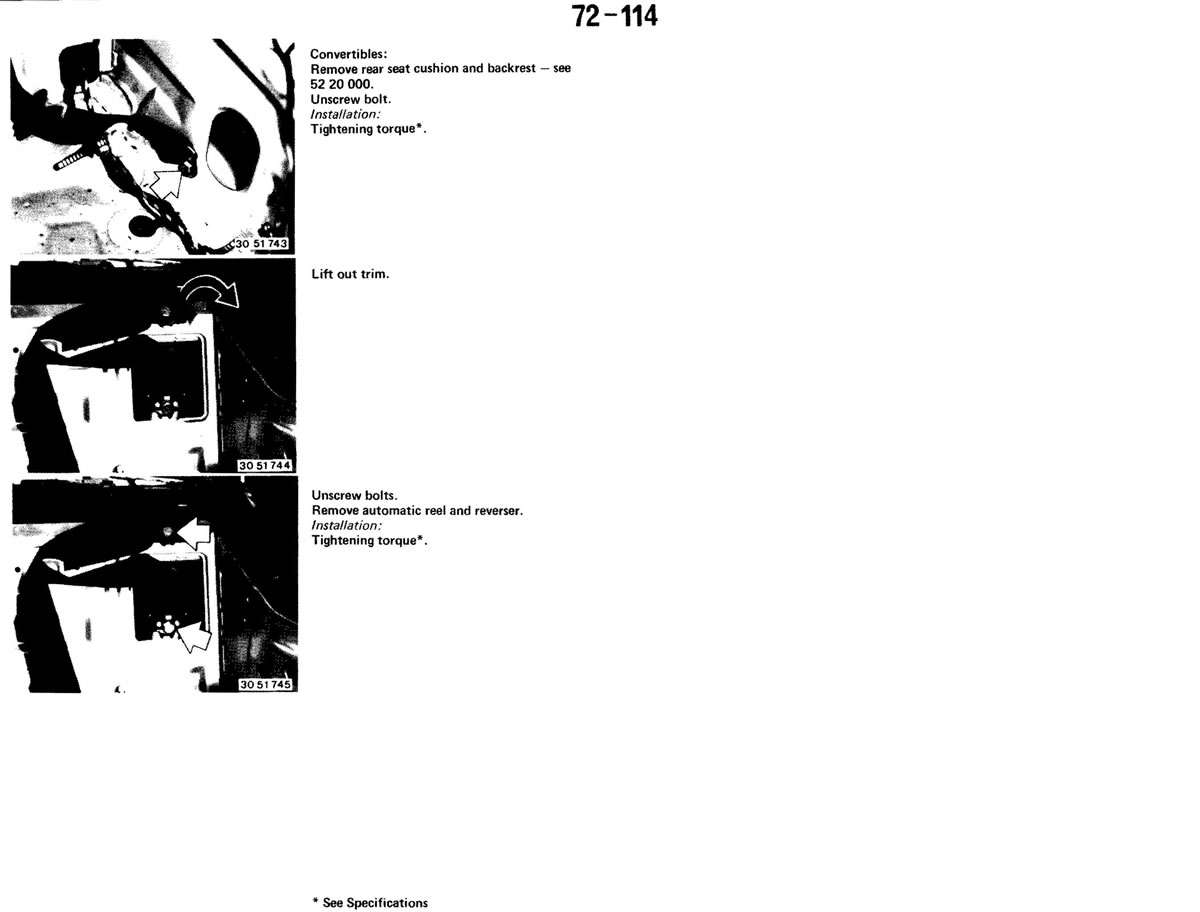 72-114
Convertibles:
Remove rear seat cushion and backrest – see
52 20 000.
Unscrew bolt.
Installation:
Tightening torque*.
30 51 743
Lift out trim.
30 51 744
Unscrew bolts.
Remove automatic reel and reverser.
Installation:
Tightening torque*.
30 51 745
* See Specifications